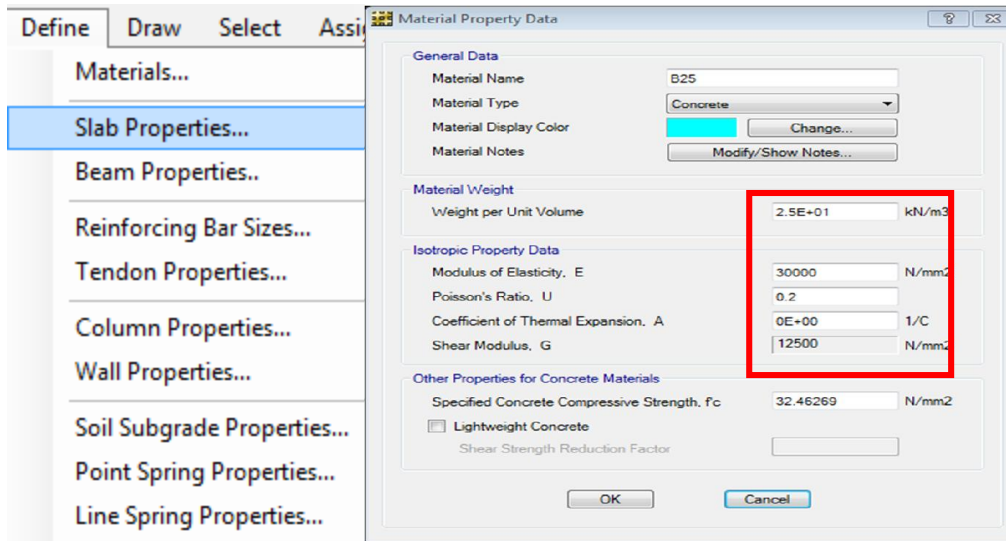 Define Draw Select Assi
Materials...
Slab Properties...
Beam Properties..
Reinforcing Bar Sizes...
Tendon Properties...
Column Properties...
Wall Properties...
Soil Subgrade Properties...
Point Spring Properties...
Line Spring Properties...
Material Property Data
General Data
Material Name B25
Material Type Concrete
Material Display Color Change...
Material Notes Modify/Show Notes...
Material Weight
Weight per Unit Volume 2.5E+01 kN/m3
Isotropic Property Data
Modulus of Elasticity, E 30000 N/mm2
Poisson's Ratio, U 0.2
Coefficient of Thermal Expansion, A 0E+00 1/C
Shear Modulus, G 12500 N/mm2
Other Properties for Concrete Materials
Specified Concrete Compressive Strength, f'c 32.46269 N/mm2
Lightweight Concrete
Shear Strength Reduction Factor
OK Cancel